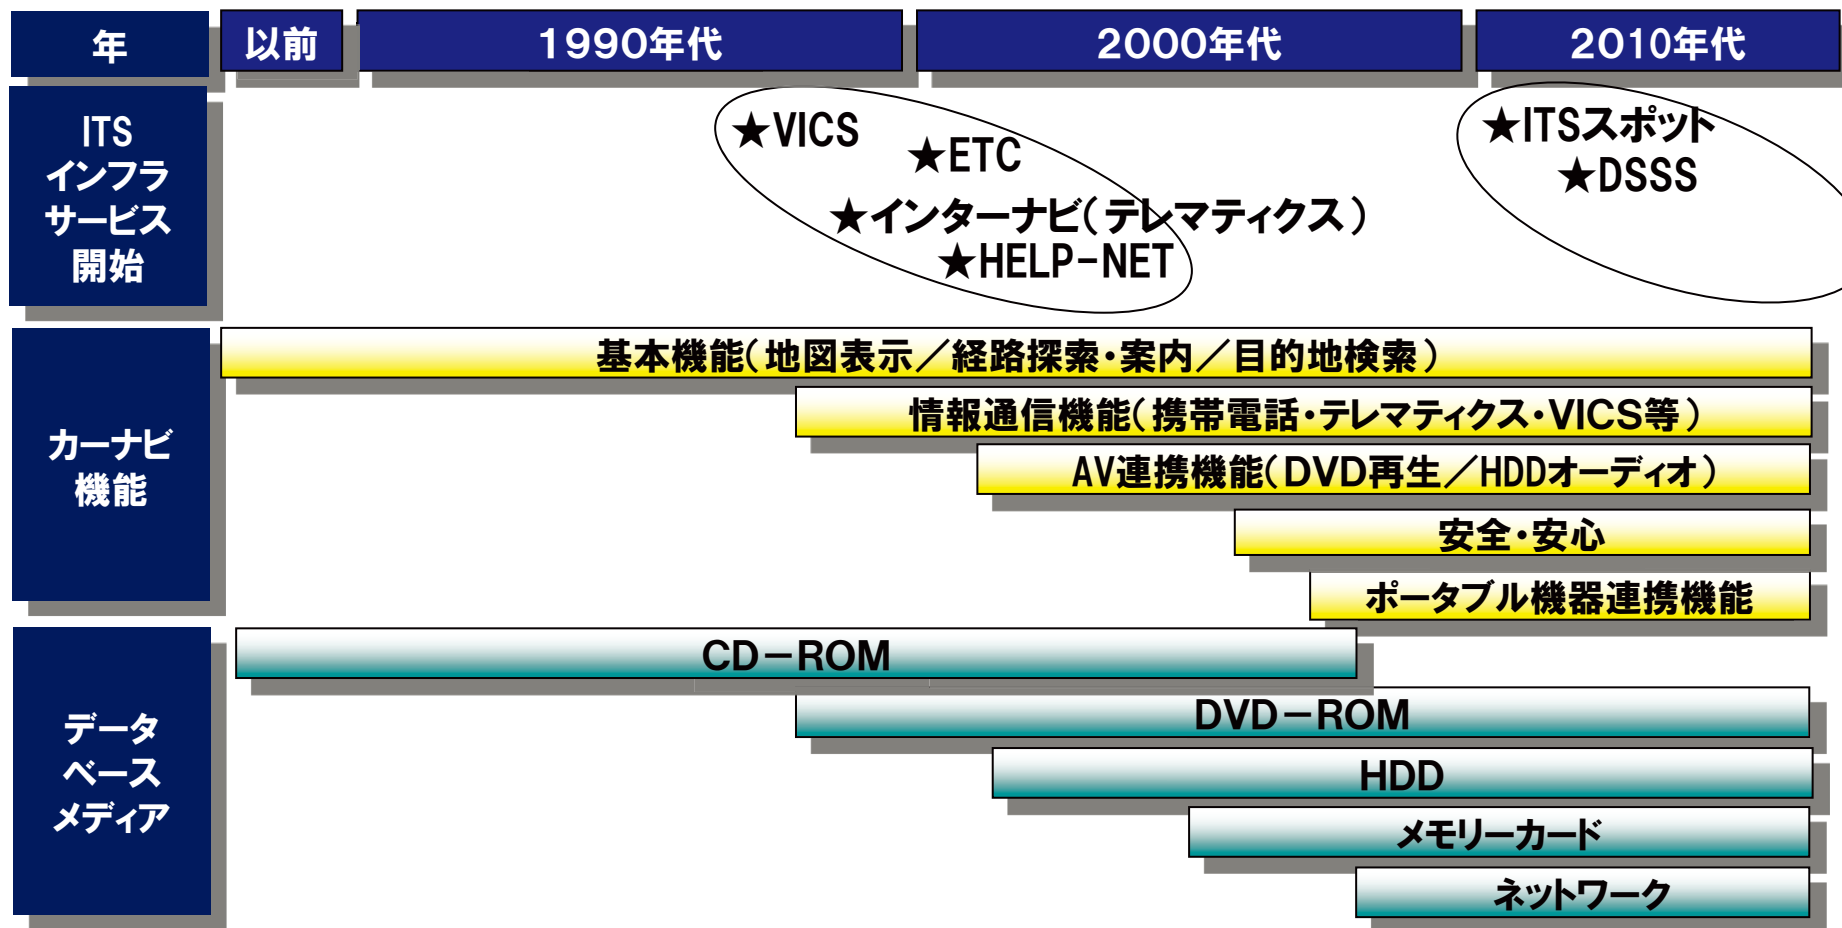 年
以前
1990年代
2000年代
2010年代
ITS
インフラ
サービス
開始
★VICS
★ETC
★インターナビ(テレマティクス)
★HELP-NET
★ITSスポット
★DSSS
カーナビ
機能
基本機能(地図表示/経路探索・案内/目的地検索)
情報通信機能(携帯電話・テレマティクス・VICS等)
AV連携機能(DVD再生/HDDオーディオ)
安全・安心
ポータブル機器連携機能
データ
ベース
メディア
CD-ROM
DVD-ROM
HDD
メモリーカード
ネットワーク